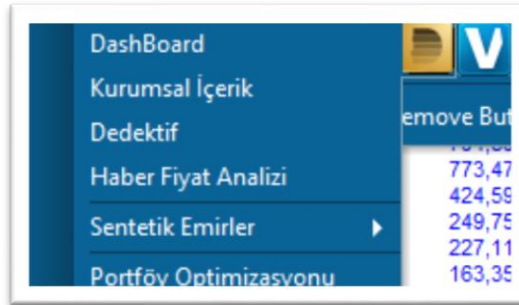 DashBoard
Kurumsal İçerik
Dedektif
Haber Fiyat Analizi
Sentetik Emirler
Portföy Optimizasyonu
V
emove But
773,47
424,59
249,75
227,11
163,35